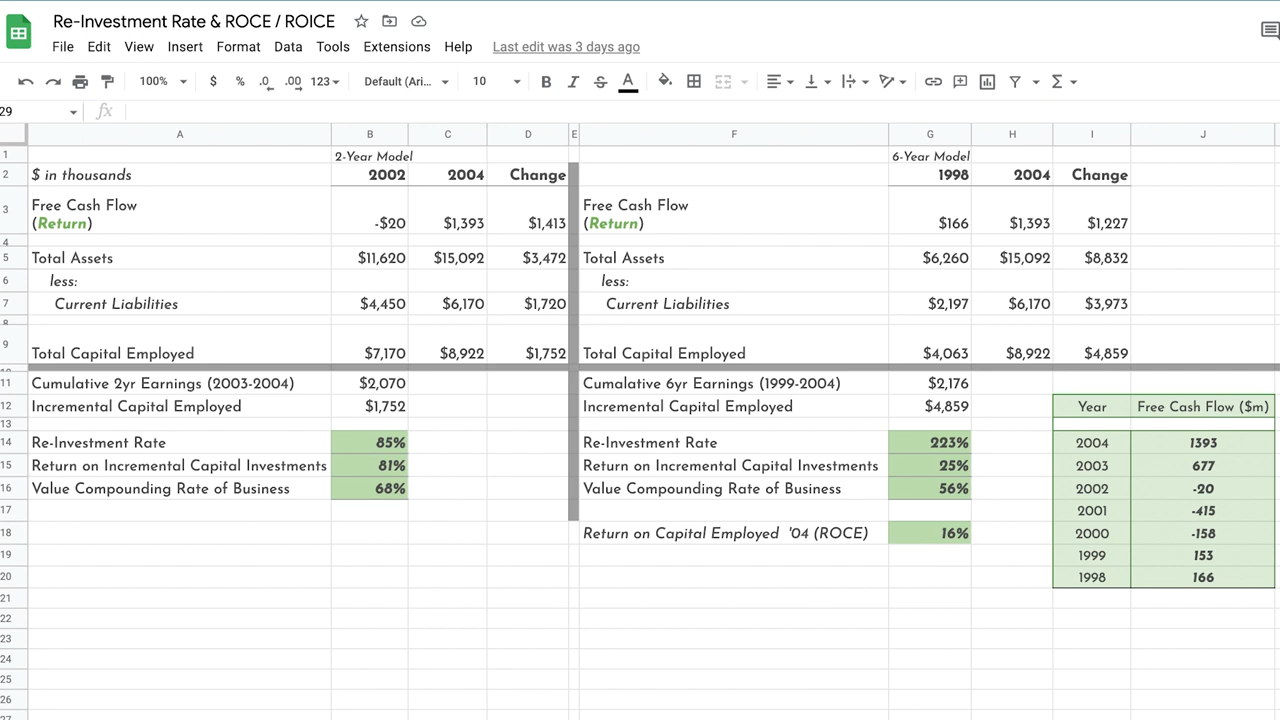 Re-Investment Rate & ROCE / ROICE
File Edit View Insert Format Data Tools Extensions Help Last edit was 3 days ago
100% $ % .0 .00 123 Default (Ari... 10 B I S A
29 fx
A B C D E F G H I J
1 2-Year Model 6-Year Model
2 $ in thousands 2002 2004 Change 1998 2004 Change
3 Free Cash Flow Free Cash Flow
(Return) -$20 $1,393 $1,413 (Return) $166 $1,393 $1,227
4
5 Total Assets $11,620 $15,092 $3,472 Total Assets $6,260 $15,092 $8,832
6 less: less:
7 Current Liabilities $4,450 $6,170 $1,720 Current Liabilities $2,197 $6,170 $3,973
8
9 Total Capital Employed $7,170 $8,922 $1,752 Total Capital Employed $4,063 $8,922 $4,859
11 Cumulative 2yr Earnings (2003-2004) $2,070 Cumalative 6yr Earnings (1999-2004) $2,176
12 Incremental Capital Employed $1,752 Incremental Capital Employed $4,859 Year Free Cash Flow ($m)
13
14 Re-Investment Rate 85% Re-Investment Rate 223% 2004 1393
15 Return on Incremental Capital Investments 81% Return on Incremental Capital Investments 25% 2003 677
16 Value Compounding Rate of Business 68% Value Compounding Rate of Business 56% 2002 -20
17 2001 -415
18 Return on Capital Employed '04 (ROCE) 16% 2000 -158
19 1999 153
20 1998 166
21
22
23
24
25
26